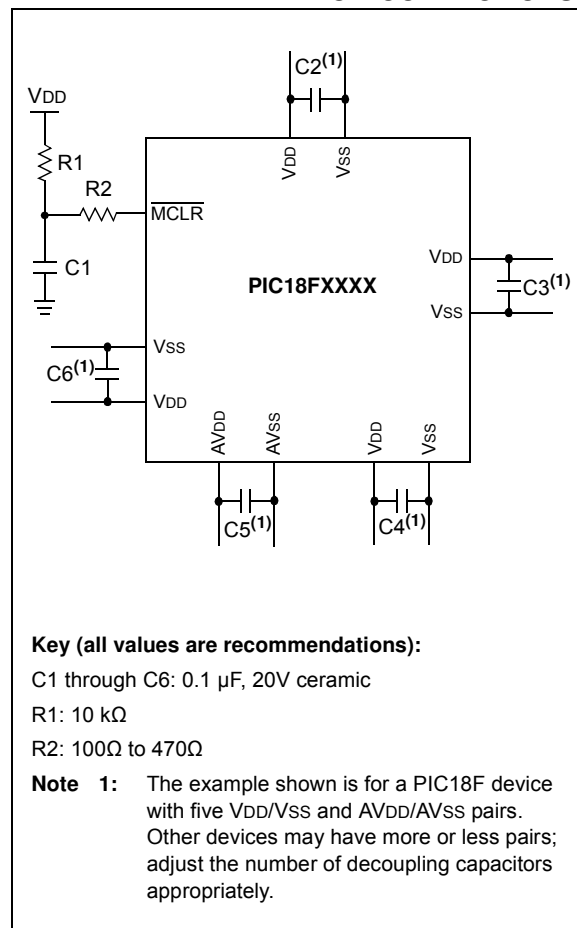 C2(1)
VDD
R1
R2
C1
VDD
VSS
MCLR
PIC18FXXXX
VDD
C3(1)
VSS
VSS
C6(1)
VDD
AVDD
AVSS
VDD
VSS
C5(1)
C4(1)
Key (all values are recommendations):
C1 through C6: 0.1 µF, 20V ceramic
R1: 10 kΩ
R2: 100Ω to 470Ω
Note 1: The example shown is for a PIC18F device
with five VDD/VSS and AVDD/AVSS pairs.
Other devices may have more or less pairs;
adjust the number of decoupling capacitors
appropriately.